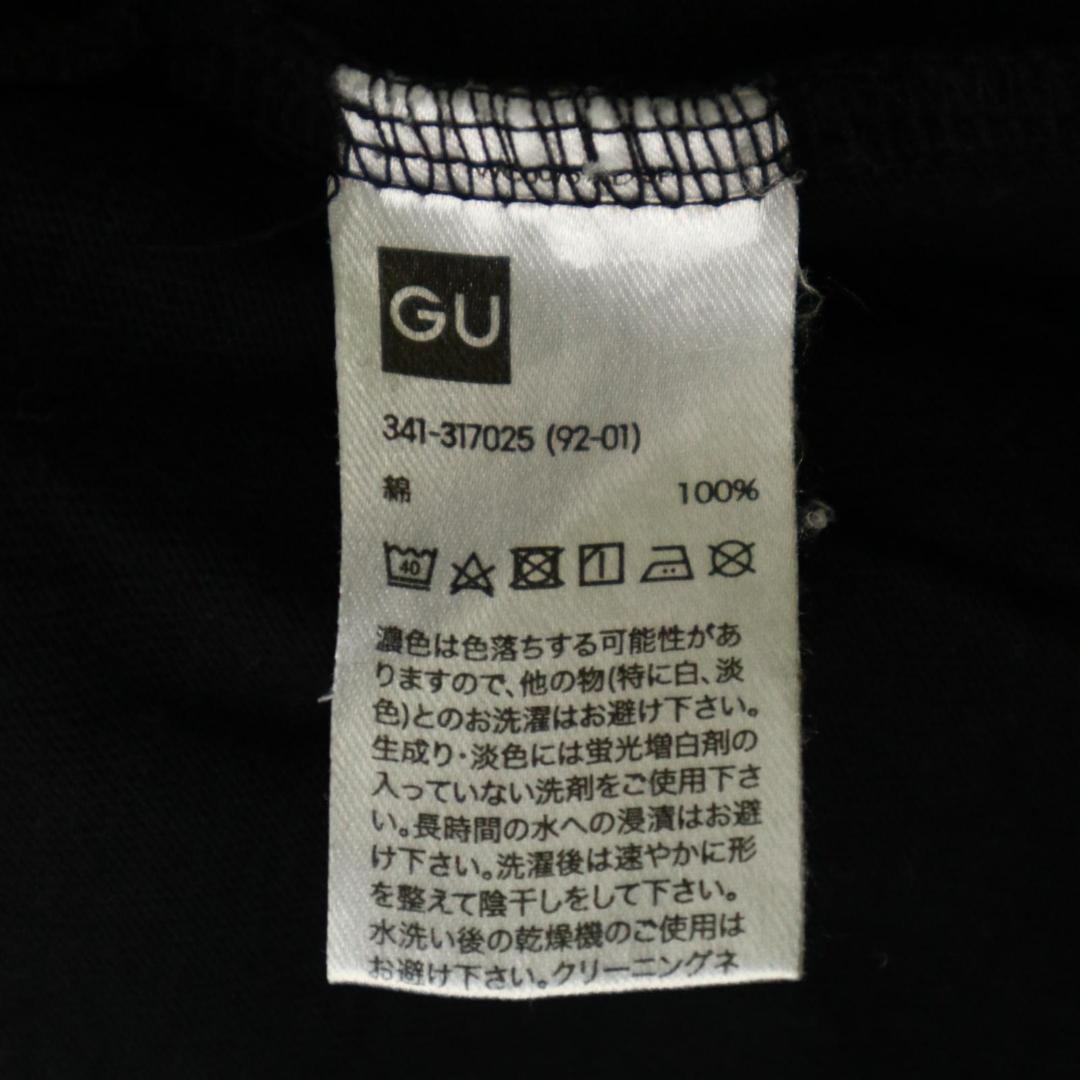 GU
341-317025 (92-01)
綿 100%
40
濃色は色落ちする可能性があ
りますので、他の物(特に白、淡
色)とのお洗濯はお避け下さい。
生成り・淡色には蛍光増白剤の
入っていない洗剤をご使用下さ
い。長時間の水への浸漬はお避
け下さい。洗濯後は速やかに形
を整えて陰干しをして下さい。
水洗い後の乾燥機のご使用は
お避け下さい。クリーニングネ